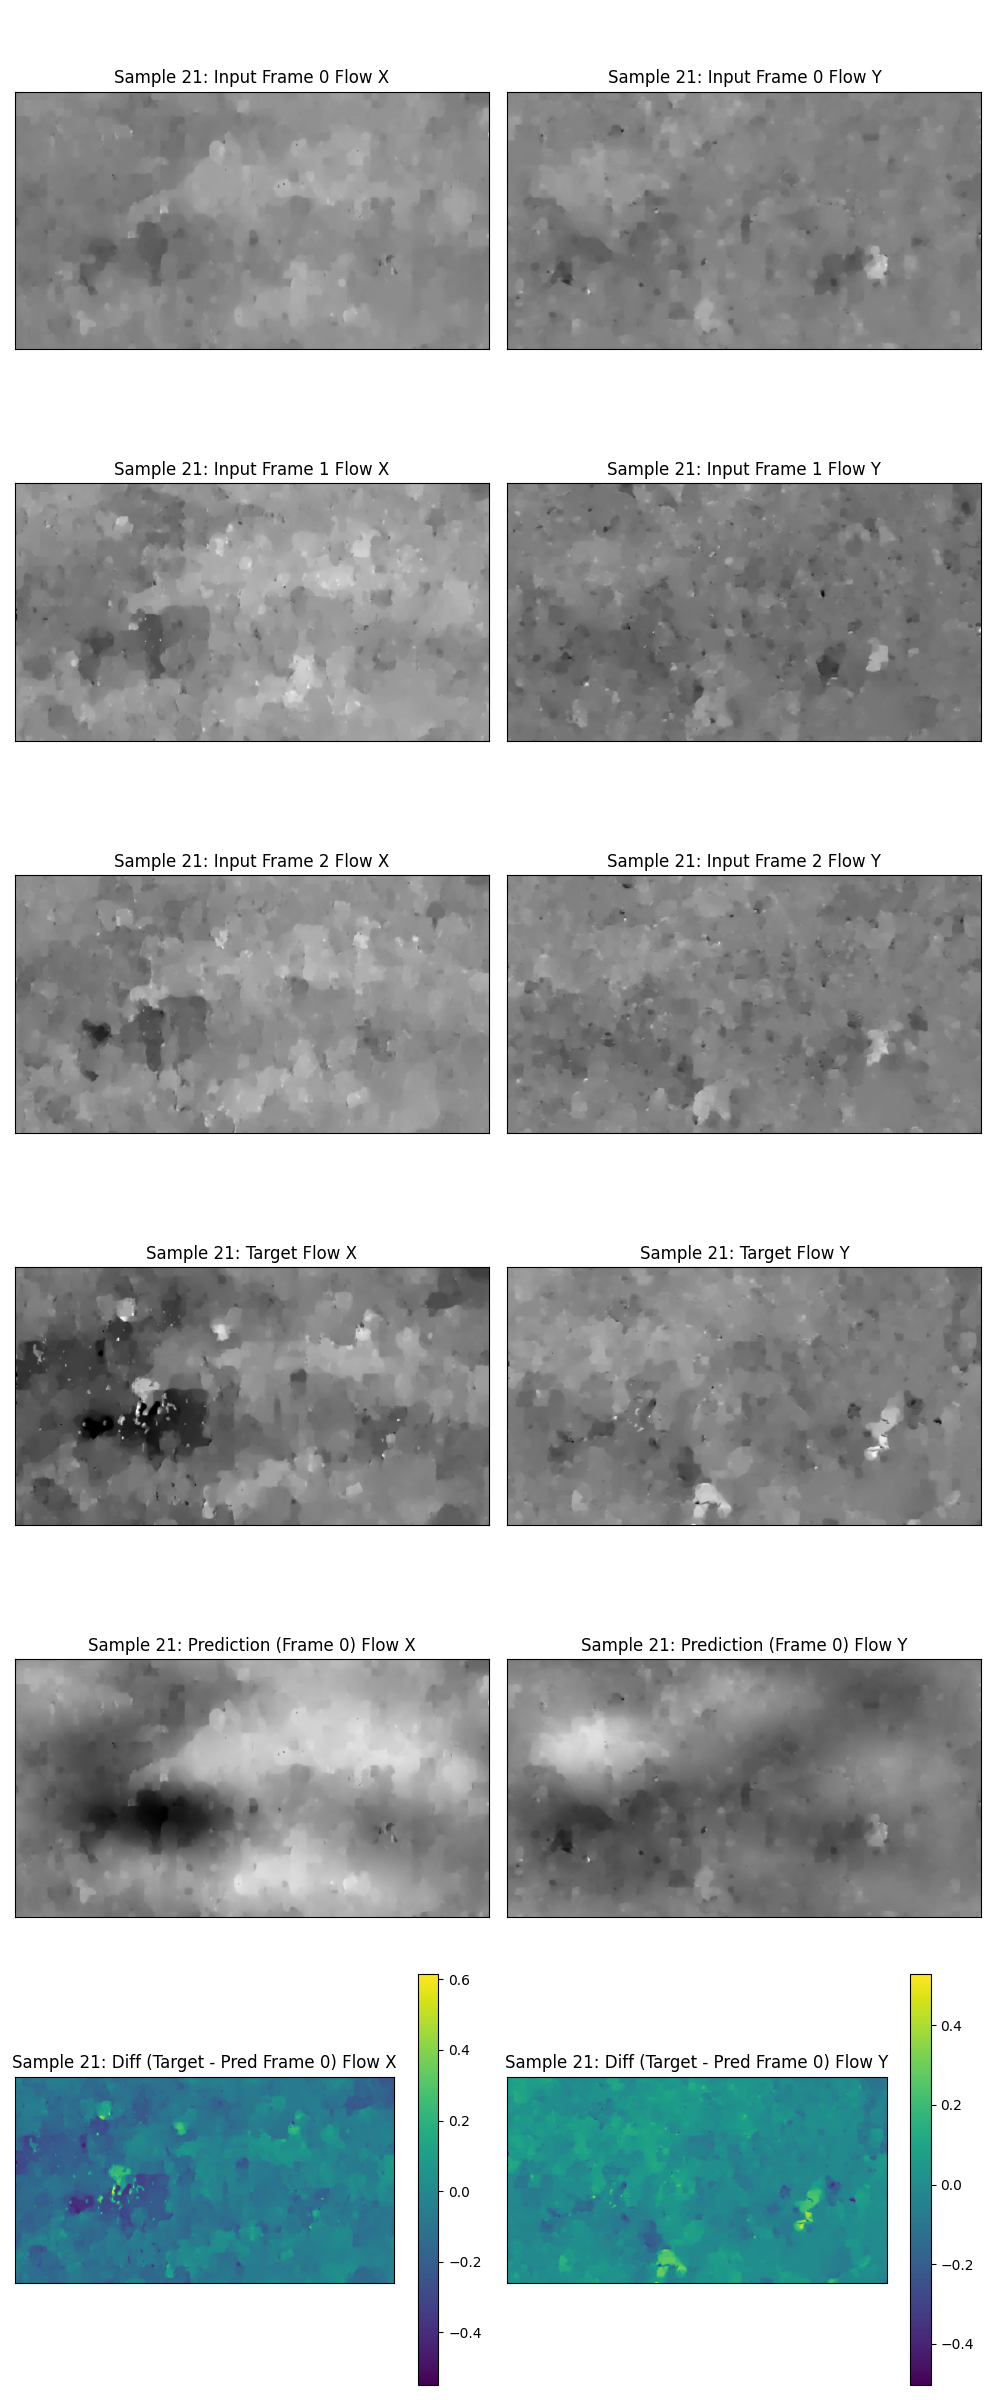 Sample 21: Input Frame 0 Flow X
Sample 21: Input Frame 0 Flow Y
Sample 21: Input Frame 1 Flow X
Sample 21: Input Frame 1 Flow Y
Sample 21: Input Frame 2 Flow X
Sample 21: Input Frame 2 Flow Y
Sample 21: Target Flow X
Sample 21: Target Flow Y
Sample 21: Prediction (Frame 0) Flow X
Sample 21: Prediction (Frame 0) Flow Y
Sample 21: Diff (Target - Pred Frame 0) Flow X
0.6
0.4
0.2
0.0
−0.2
−0.4
Sample 21: Diff (Target - Pred Frame 0) Flow Y
0.4
0.2
0.0
−0.2
−0.4